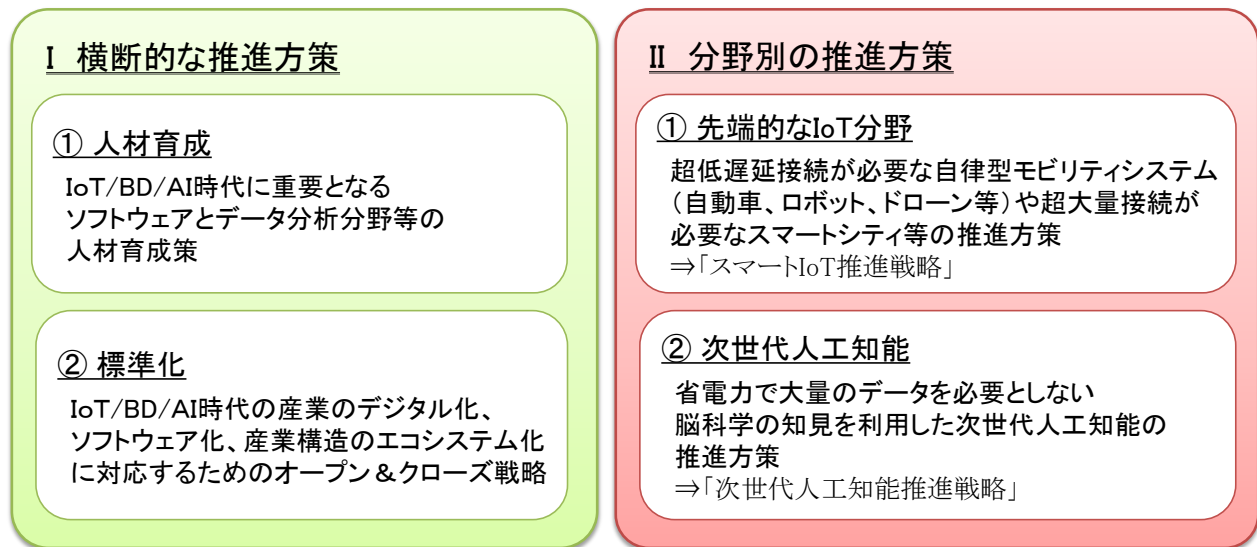 I 横断的な推進方策
① 人材育成
IoT/BD/AI時代に重要となる
ソフトウェアとデータ分析分野等の
人材育成策
② 標準化
IoT/BD/AI時代の産業のデジタル化、
ソフトウェア化、産業構造のエコシステム化
に対応するためのオープン&クローズ戦略
II 分野別の推進方策
① 先端的なIoT分野
超低遅延接続が必要な自律型モビリティシステム
(自動車、ロボット、ドローン等)や超大量接続が
必要なスマートシティ等の推進方策
⇒「スマートIoT推進戦略」
② 次世代人工知能
省電力で大量のデータを必要としない
脳科学の知見を利用した次世代人工知能の
推進方策
⇒「次世代人工知能推進戦略」